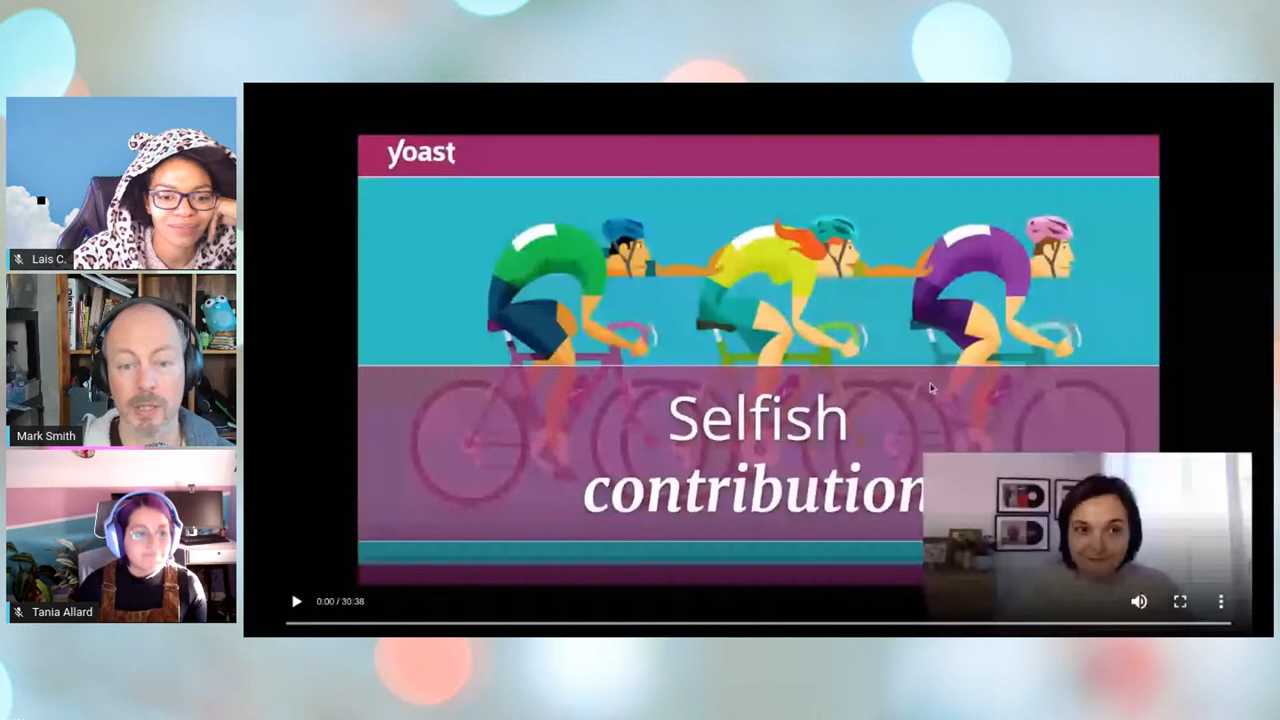 Lais C.
Mark Smith
Tania Allard
yoast
Selfish
contribution
0:00 / 30:38